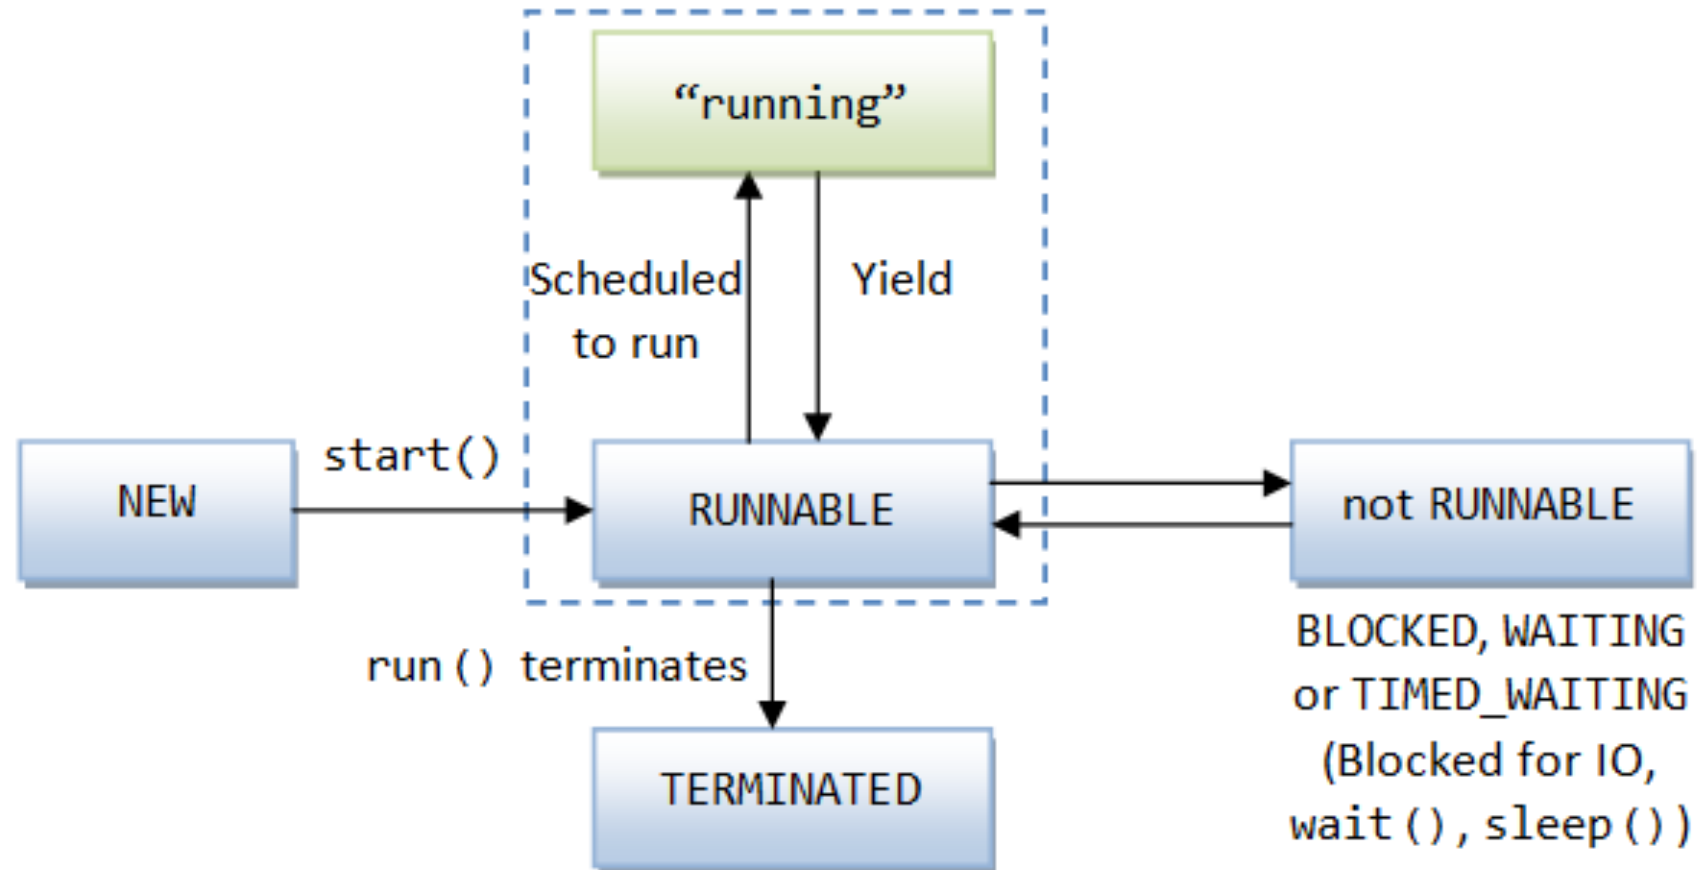 “running”
Scheduled
to run
Yield
start()
NEW
RUNNABLE
not RUNNABLE
run() terminates
BLOCKED, WAITING
or TIMED_WAITING
(Blocked for IO,
wait(), sleep())
TERMINATED